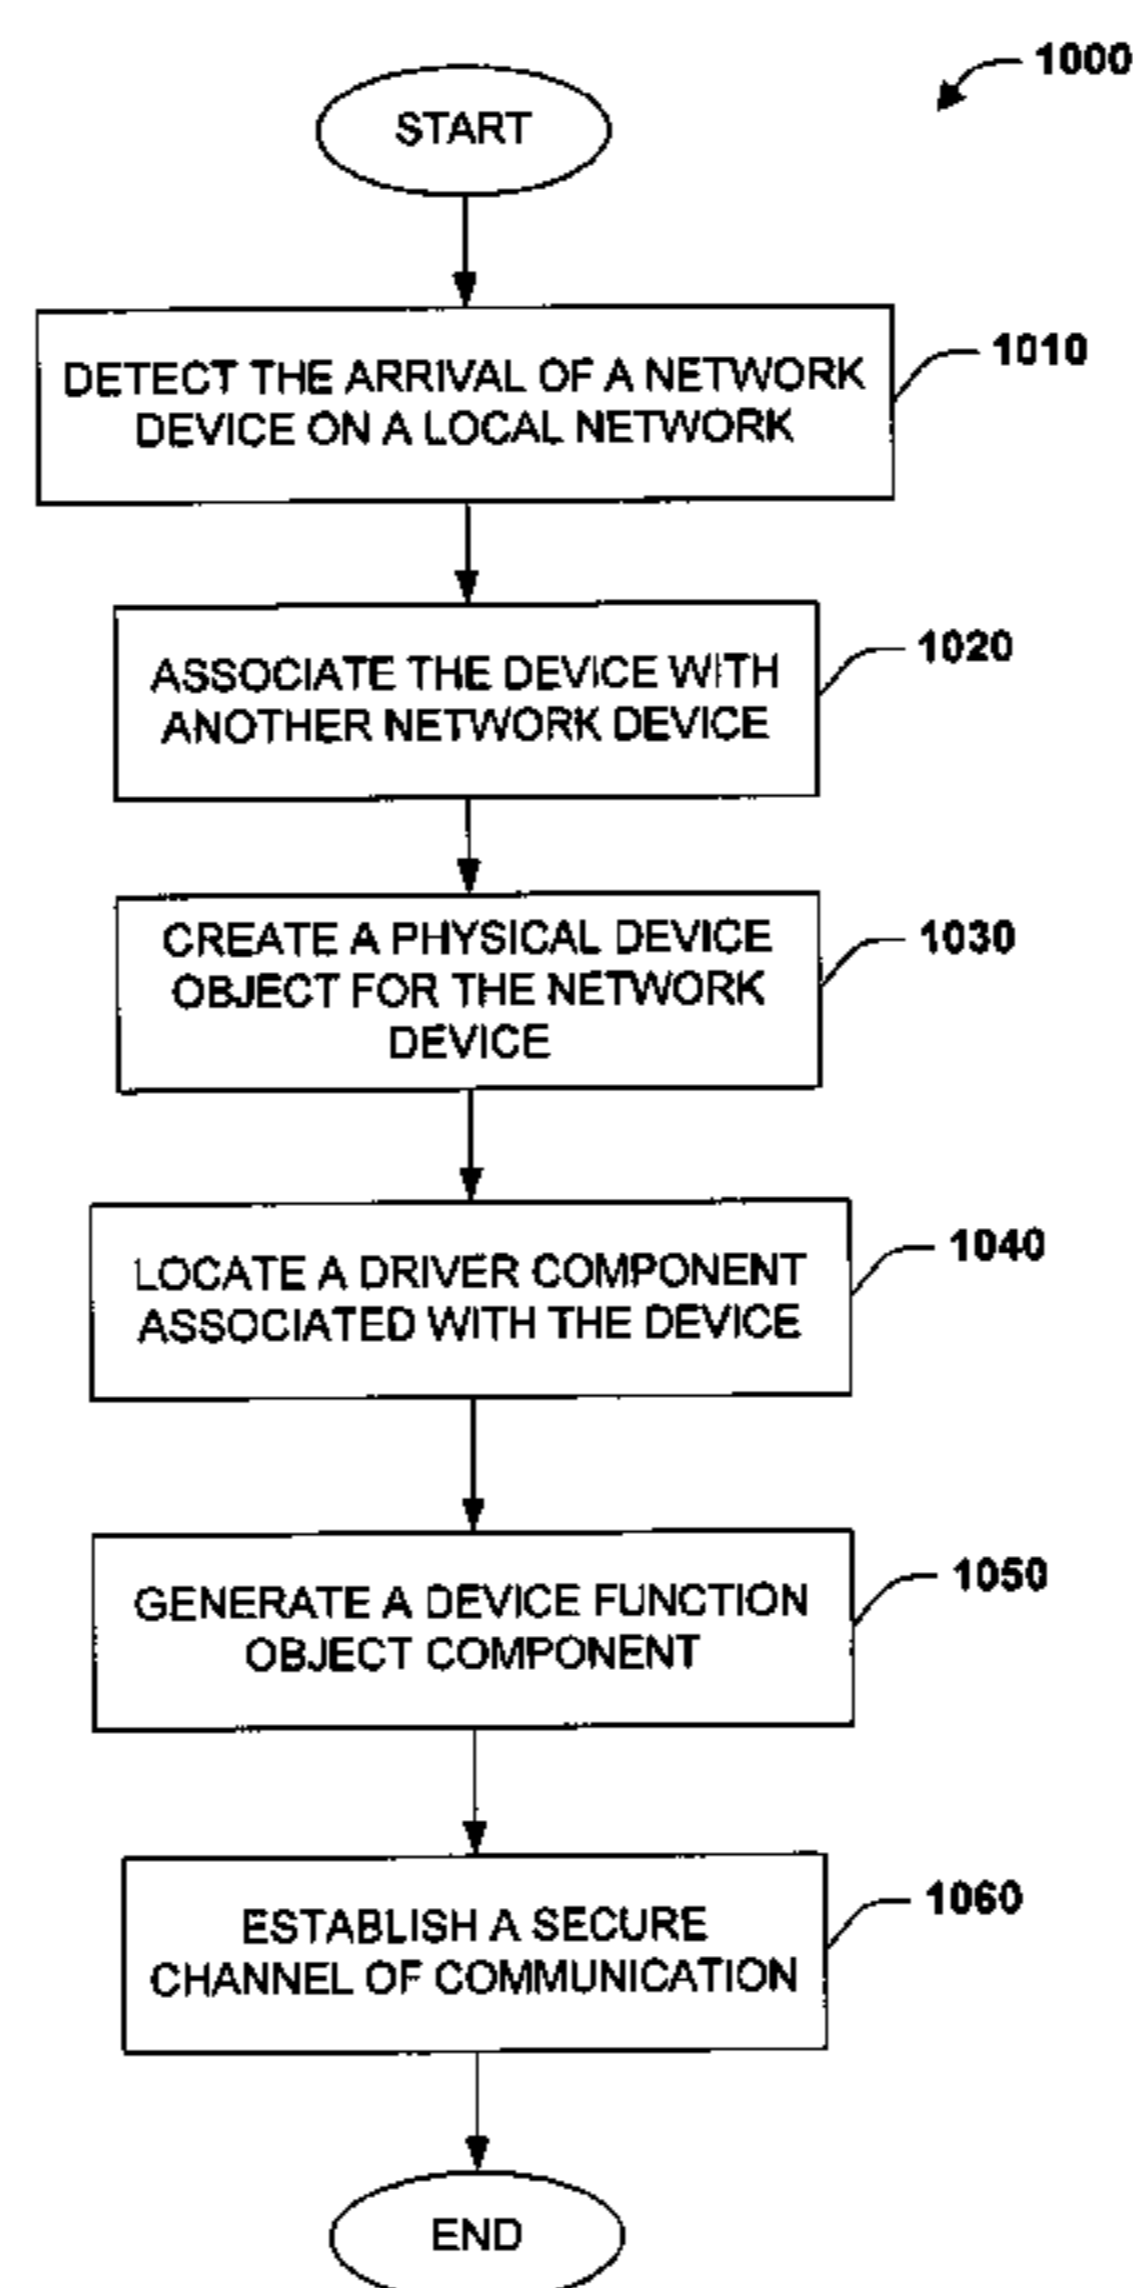 1000
START
DETECT THE ARRIVAL OF A NETWORK
DEVICE ON A LOCAL NETWORK
1010
ASSOCIATE THE DEVICE WITH
ANOTHER NETWORK DEVICE
1020
CREATE A PHYSICAL DEVICE
OBJECT FOR THE NETWORK
DEVICE
1030
LOCATE A DRIVER COMPONENT
ASSOCIATED WITH THE DEVICE
1040
GENERATE A DEVICE FUNCTION
OBJECT COMPONENT
1050
ESTABLISH A SECURE
CHANNEL OF COMMUNICATION
1060
END